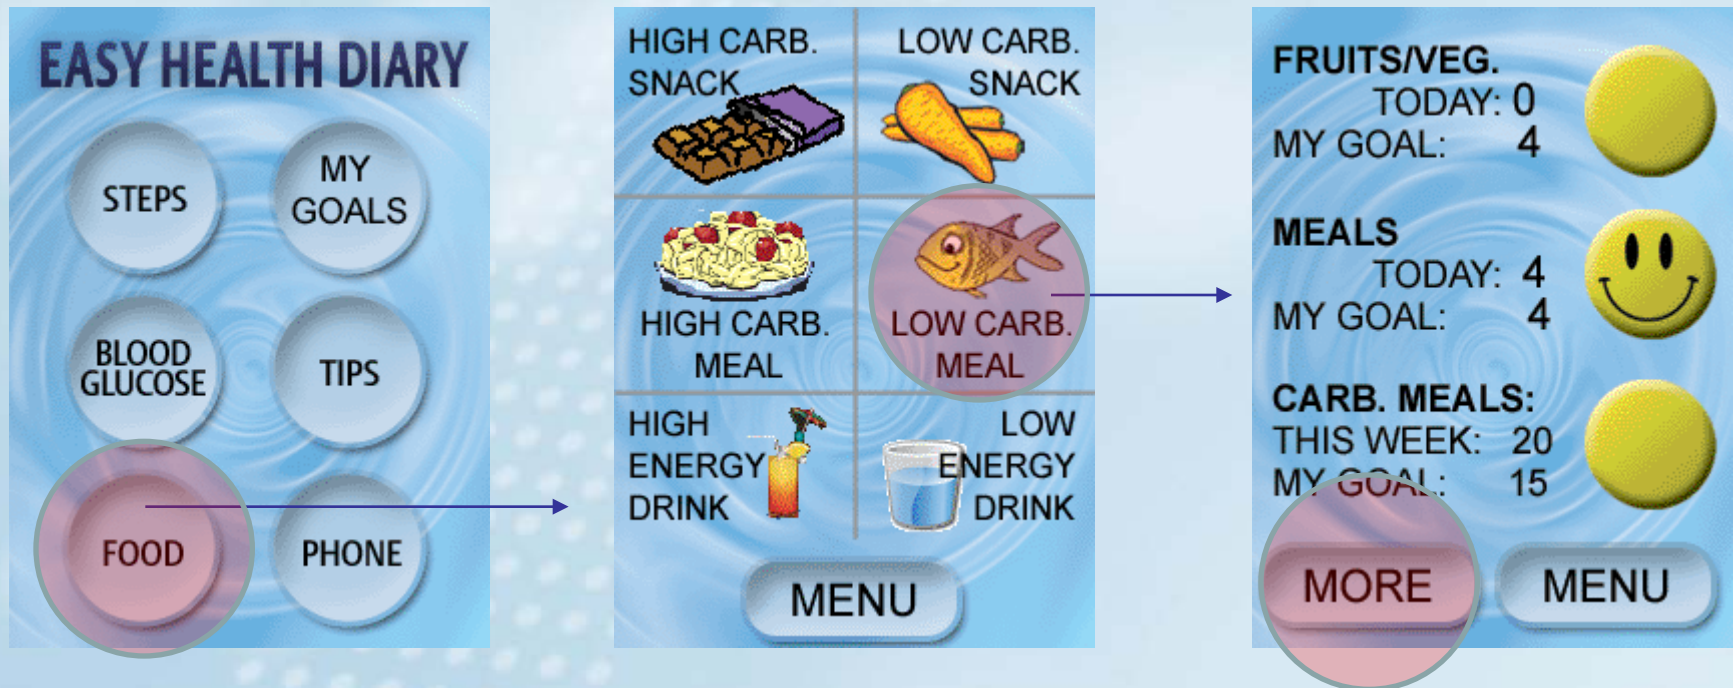 EASY HEALTH DIARY
STEPS
MY
GOALS
BLOOD
GLUCOSE
TIPS
FOOD
PHONE
HIGH CARB.
SNACK
LOW CARB.
SNACK
HIGH CARB.
MEAL
LOW CARB.
MEAL
HIGH
ENERGY
DRINK
LOW
ENERGY
DRINK
MENU
FRUITS/VEG.
TODAY: 0
MY GOAL: 4
MEALS
TODAY: 4
MY GOAL: 4
CARB. MEALS:
THIS WEEK: 20
MY GOAL: 15
MORE
MENU